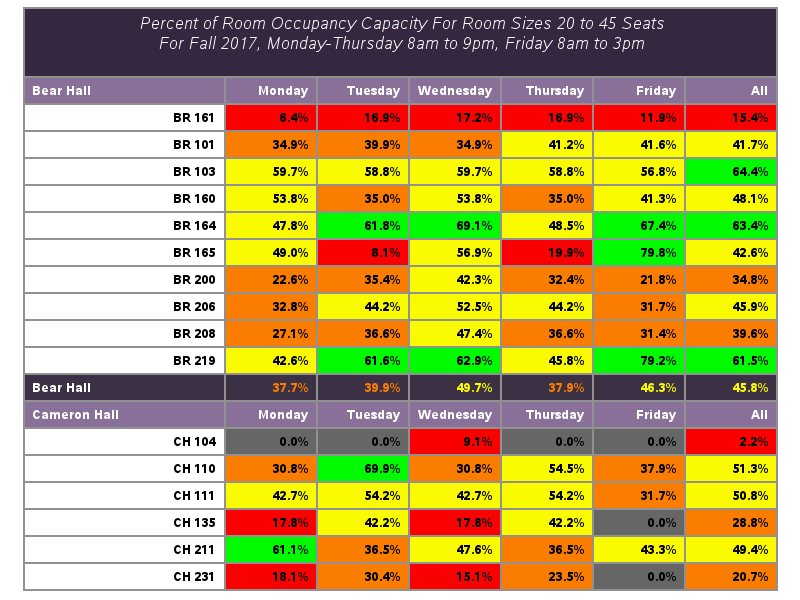 Percent of Room Occupancy Capacity For Room Sizes 20 to 45 Seats
For Fall 2017, Monday-Thursday 8am to 9pm, Friday 8am to 3pm
Bear Hall Monday Tuesday Wednesday Thursday Friday All
BR 161 6.4% 16.9% 17.2% 16.9% 11.9% 15.4%
BR 101 34.9% 39.9% 34.9% 41.2% 41.6% 41.7%
BR 103 59.7% 58.8% 59.7% 58.8% 56.8% 64.4%
BR 160 53.8% 35.0% 53.8% 35.0% 41.3% 48.1%
BR 164 47.8% 61.8% 69.1% 48.5% 67.4% 63.4%
BR 165 49.0% 8.1% 56.9% 19.9% 79.8% 42.6%
BR 200 22.6% 35.4% 42.3% 32.4% 21.8% 34.8%
BR 206 32.8% 44.2% 52.5% 44.2% 31.7% 45.9%
BR 208 27.1% 36.6% 47.4% 36.6% 31.4% 39.6%
BR 219 42.6% 61.6% 62.9% 45.8% 79.2% 61.5%
Bear Hall 37.7% 39.9% 49.7% 37.9% 46.3% 45.8%
Cameron Hall Monday Tuesday Wednesday Thursday Friday All
CH 104 0.0% 0.0% 9.1% 0.0% 0.0% 2.2%
CH 110 30.8% 69.9% 30.8% 54.5% 37.9% 51.3%
CH 111 42.7% 54.2% 42.7% 54.2% 31.7% 50.8%
CH 135 17.8% 42.2% 17.8% 42.2% 0.0% 28.8%
CH 211 61.1% 36.5% 47.6% 36.5% 43.3% 49.4%
CH 231 18.1% 30.4% 15.1% 23.5% 0.0% 20.7%